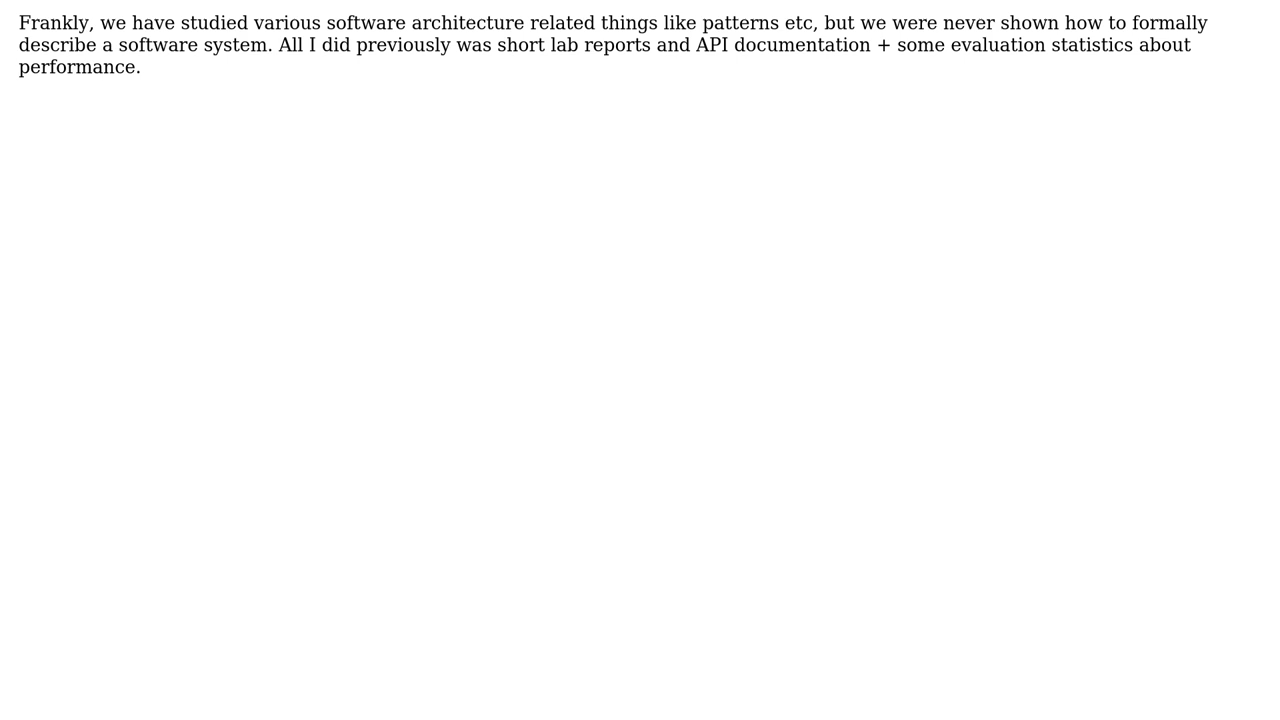 Frankly, we have studied various software architecture related things like patterns etc, but we were never shown how to formally
describe a software system. All I did previously was short lab reports and API documentation + some evaluation statistics about
performance.